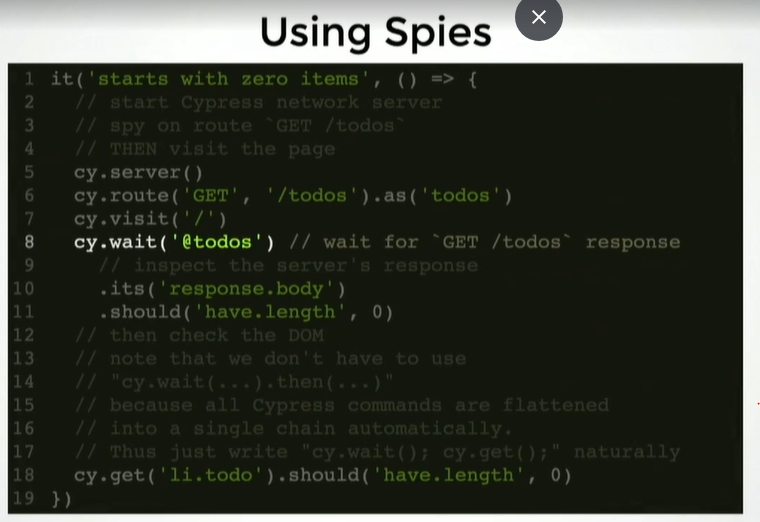 Using Spies
1 it('starts with zero items', () => {
2 // start Cypress network server
3 // spy on route `GET /todos`
4 // THEN visit the page
5 cy.server()
6 cy.route('GET', '/todos').as('todos')
7 cy.visit('/')
8 cy.wait('@todos') // wait for `GET /todos` response
9 // inspect the server's response
10 .its('response.body')
11 .should('have.length', 0)
12 // then check the DOM
13 // note that we don't have to use
14 // "cy.wait(...).then(...)"
15 // because all Cypress commands are flattened
16 // into a single chain automatically.
17 // Thus just write "cy.wait(); cy.get();" naturally
18 cy.get('li.todo').should('have.length', 0)
19 })